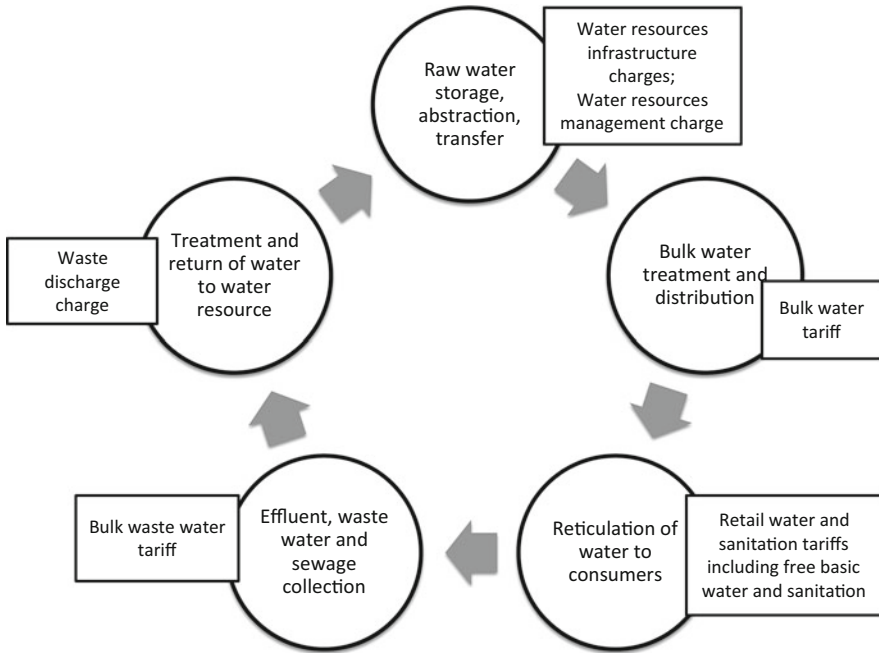 Raw water
storage,
abstraction,
transfer
Water resources
infrastructure
charges;
Water resources
management charge
Bulk water
treatment and
distribution
Bulk water
tariff
Reticulation of
water to
consumers
Retail water and
sanitation tariffs
including free basic
water and sanitation
Effluent, waste
water and
sewage
collection
Bulk waste water
tariff
Treatment and
return of water
to water
resource
Waste
discharge
charge